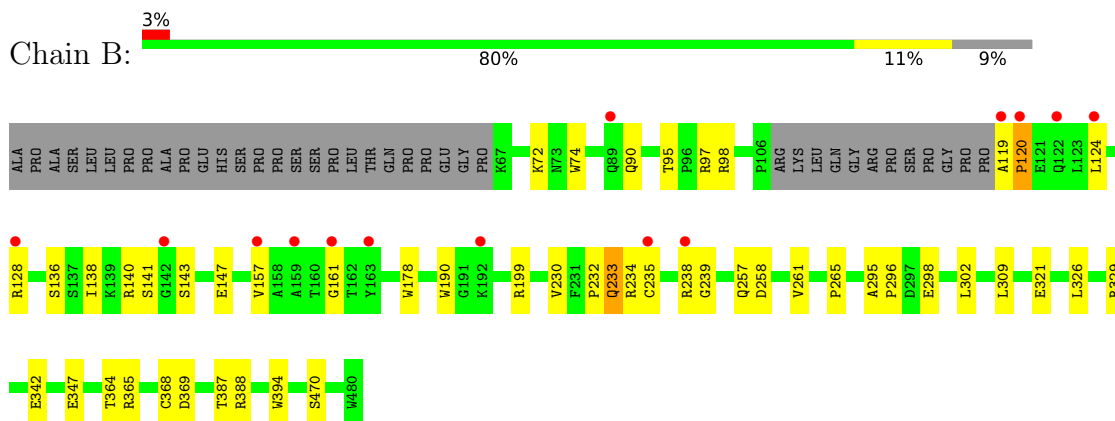 3%
Chain B:
80% 11% 9%
ALA PRO ALA SER LEU LEU PRO PRO ALA PRO GLU HIS SER PRO PRO SER SER PRO LEU THR GLN PRO PRO GLU GLY PRO K67 K72 N73 W74 Q89 Q90 T95 P96 R97 R98 P106 ARG LYS LEU GLN GLY ARG PRO SER PRO GLY PRO PRO A119 P120 E121 Q122 L123 L124
R128 S136 S137 I138 K139 R140 S141 G142 S143 E147 V157 A158 A159 T160 G161 T162 Y163 W178 W190 G191 K192 R199 V230 F231 P232 Q233 R234 C235 R238 G239 Q257 D258 V261 P265 A295 P296 D297 E298 L302 L309 E321 L326
E342 E347 T364 R365 C368 D369 T387 R388 W394 S470 W480